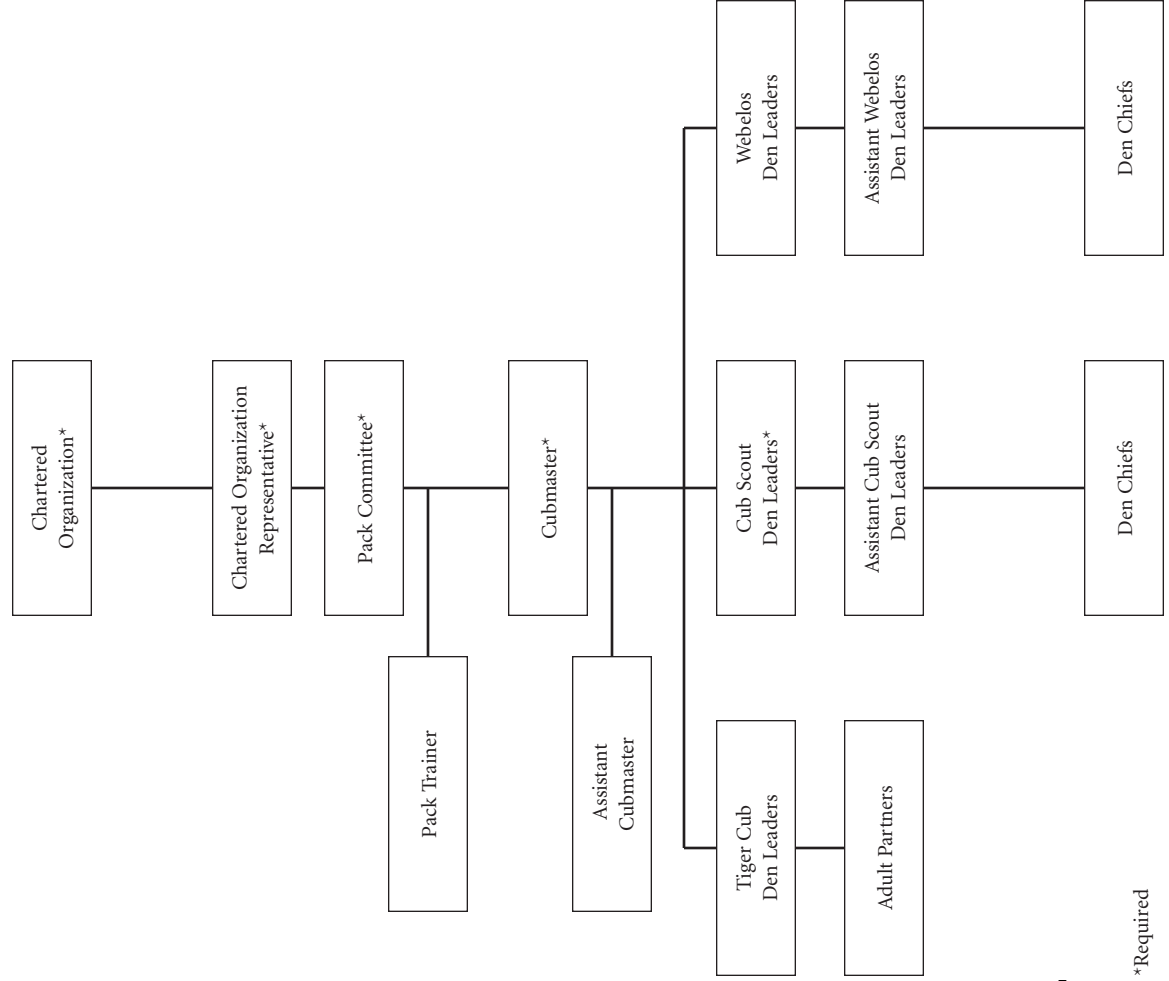 Chartered
Organization*
Chartered Organization
Representative*
Pack Committee*
Pack Trainer
Cubmaster*
Assistant
Cubmaster
Tiger Cub
Den Leaders
Cub Scout
Den Leaders*
Webelos
Den Leaders
Adult Partners
Assistant Cub Scout
Den Leaders
Assistant Webelos
Den Leaders
Den Chiefs
Den Chiefs
*Required